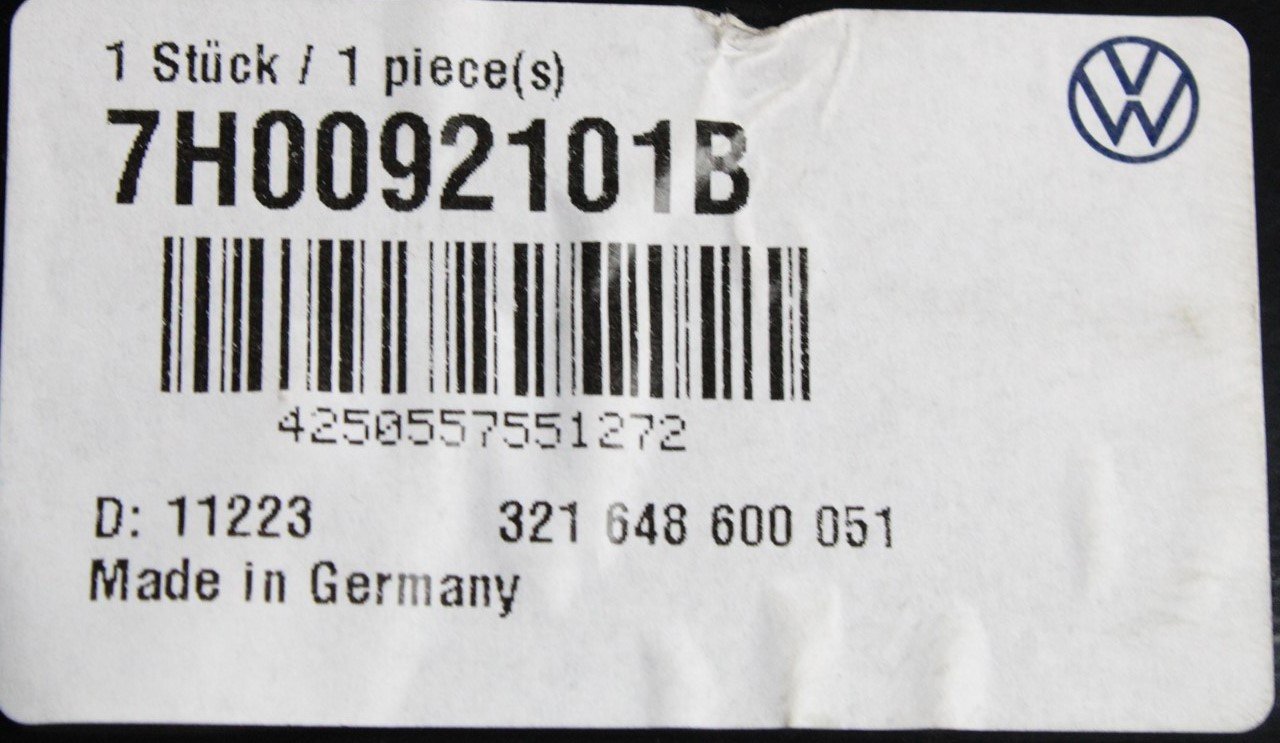 1 Stück / 1 piece(s)
7H0092101B
4250557551272
D: 11223 321 648 600 051
Made in Germany